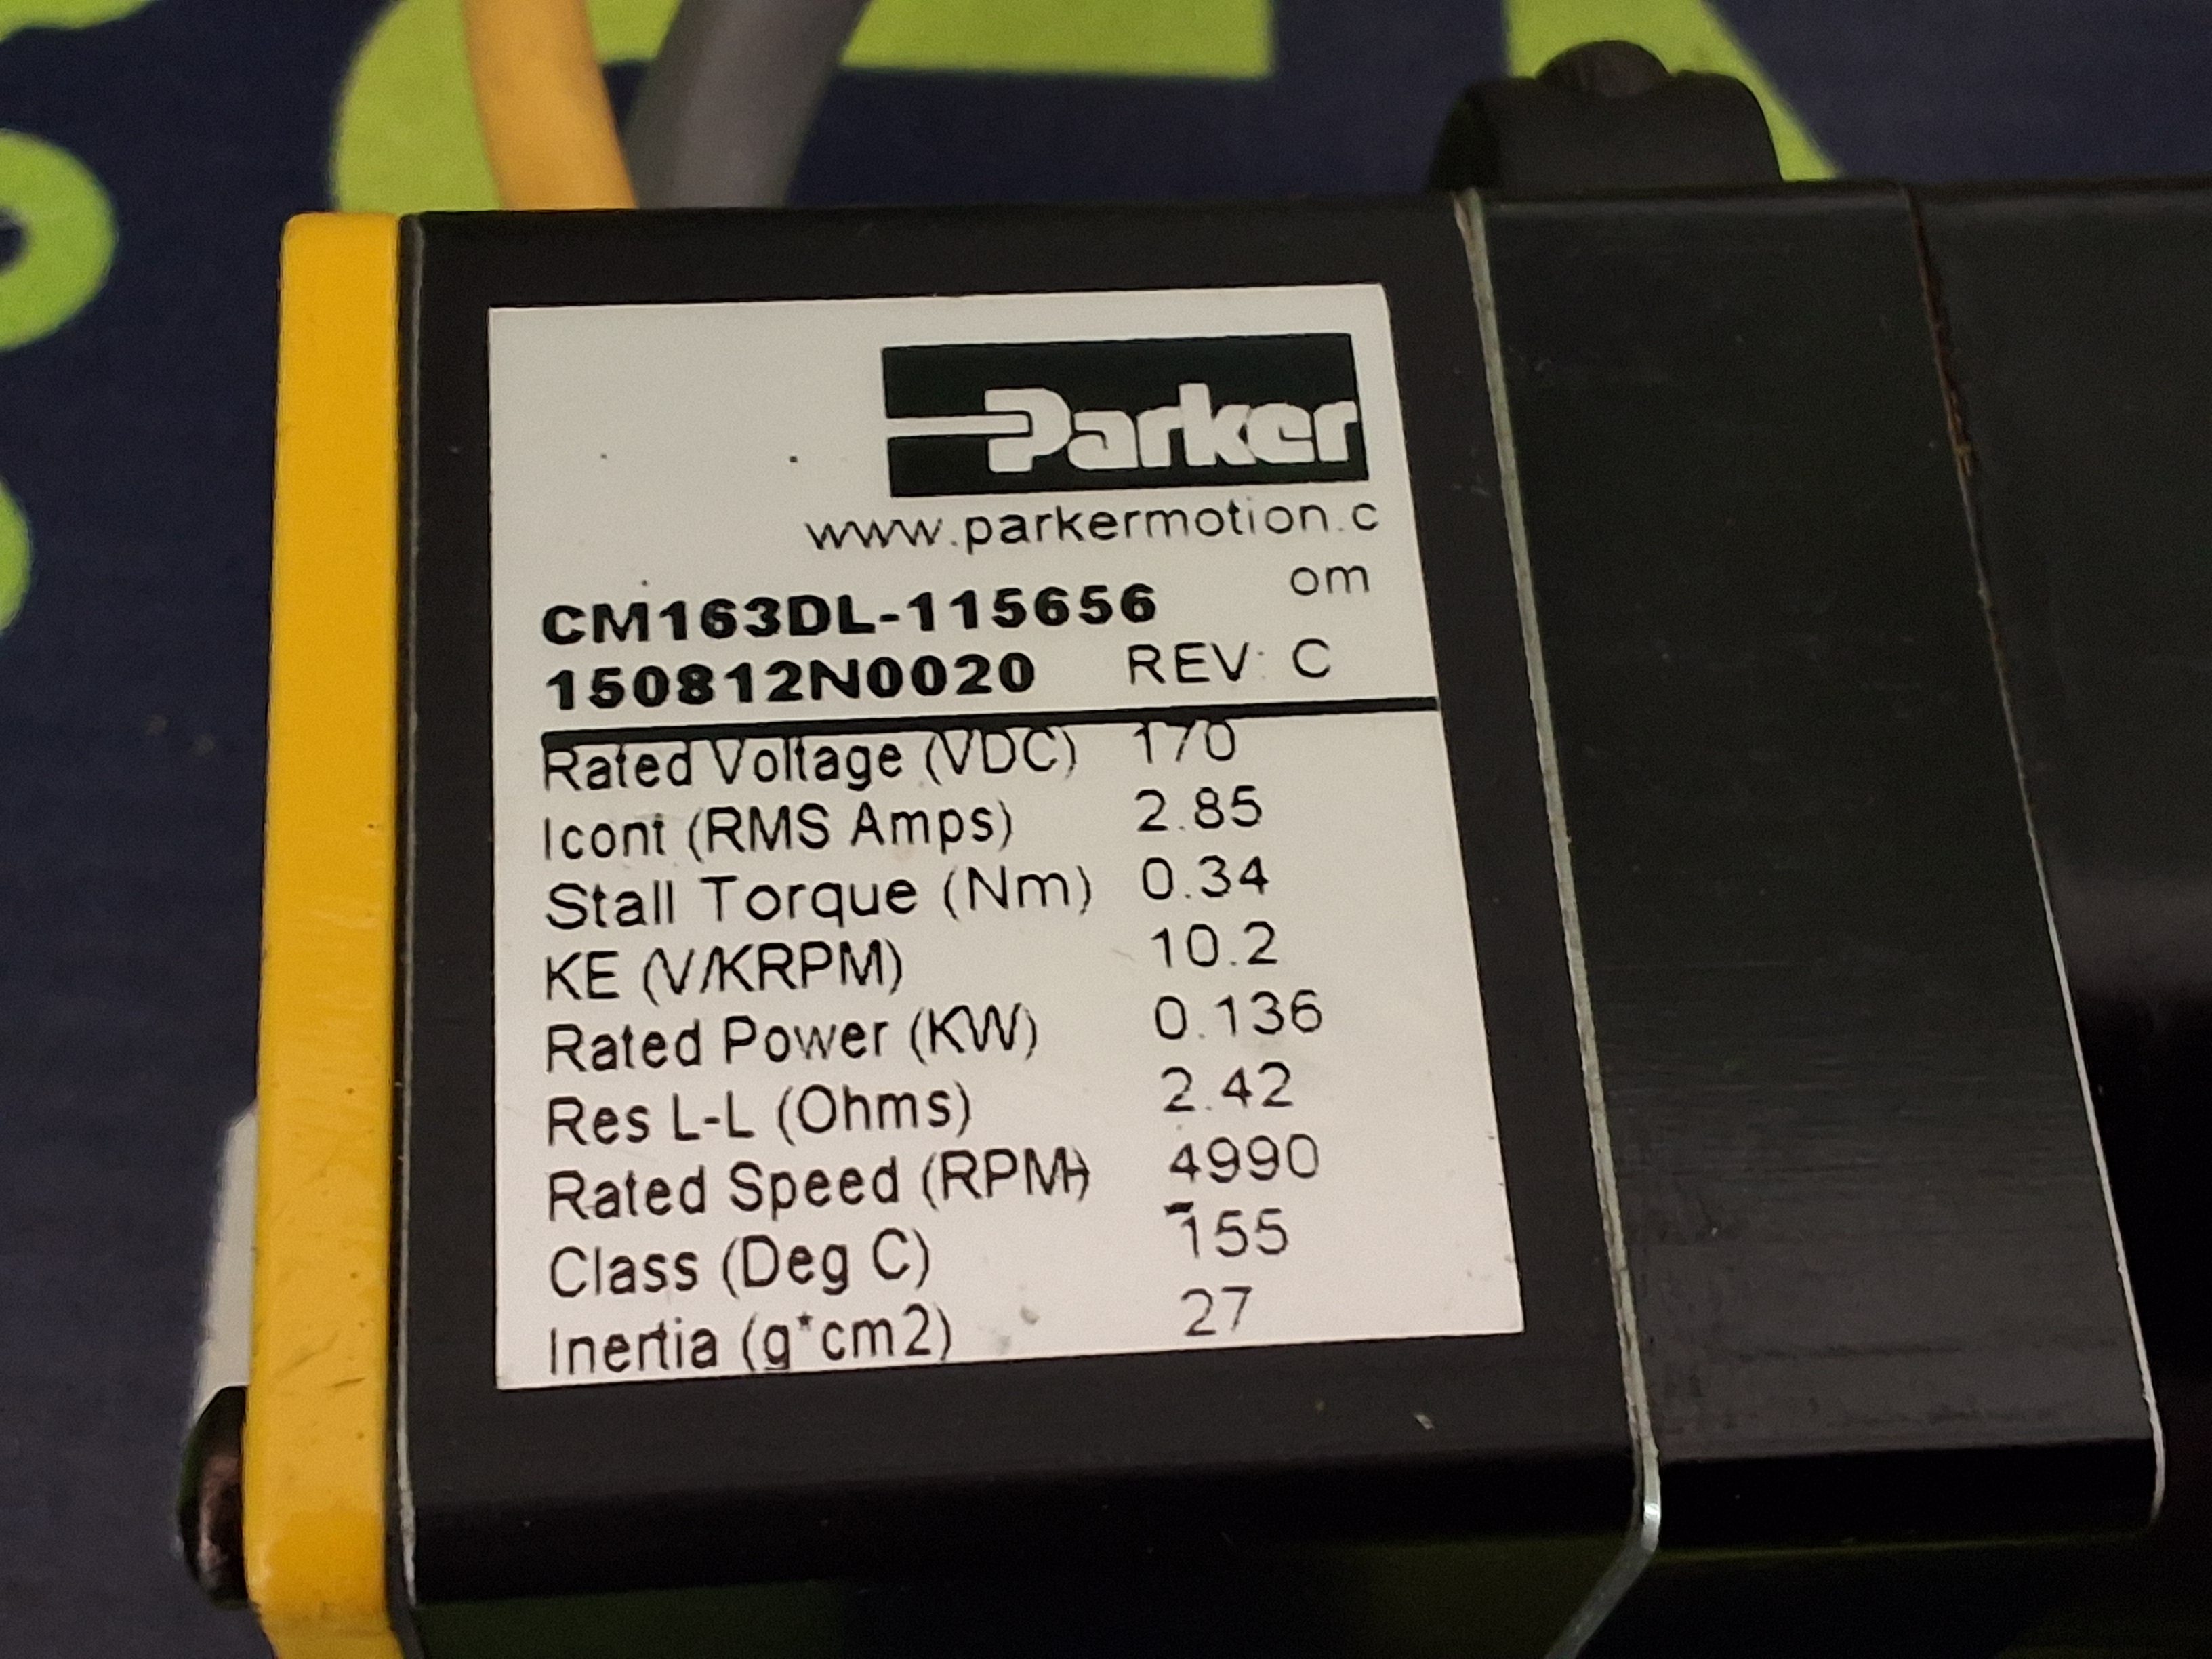 Parker
www.parkermotion.c
om
CM163DL-115656
150812N0020 REV: C
Rated Voltage (VDC) 170
Icont (RMS Amps) 2.85
Stall Torque (Nm) 0.34
KE (V/KRPM) 10.2
Rated Power (KW) 0.136
Res L-L (Ohms) 2.42
Rated Speed (RPM) 4990
Class (Deg C) 155
Inertia (g*cm2) 27